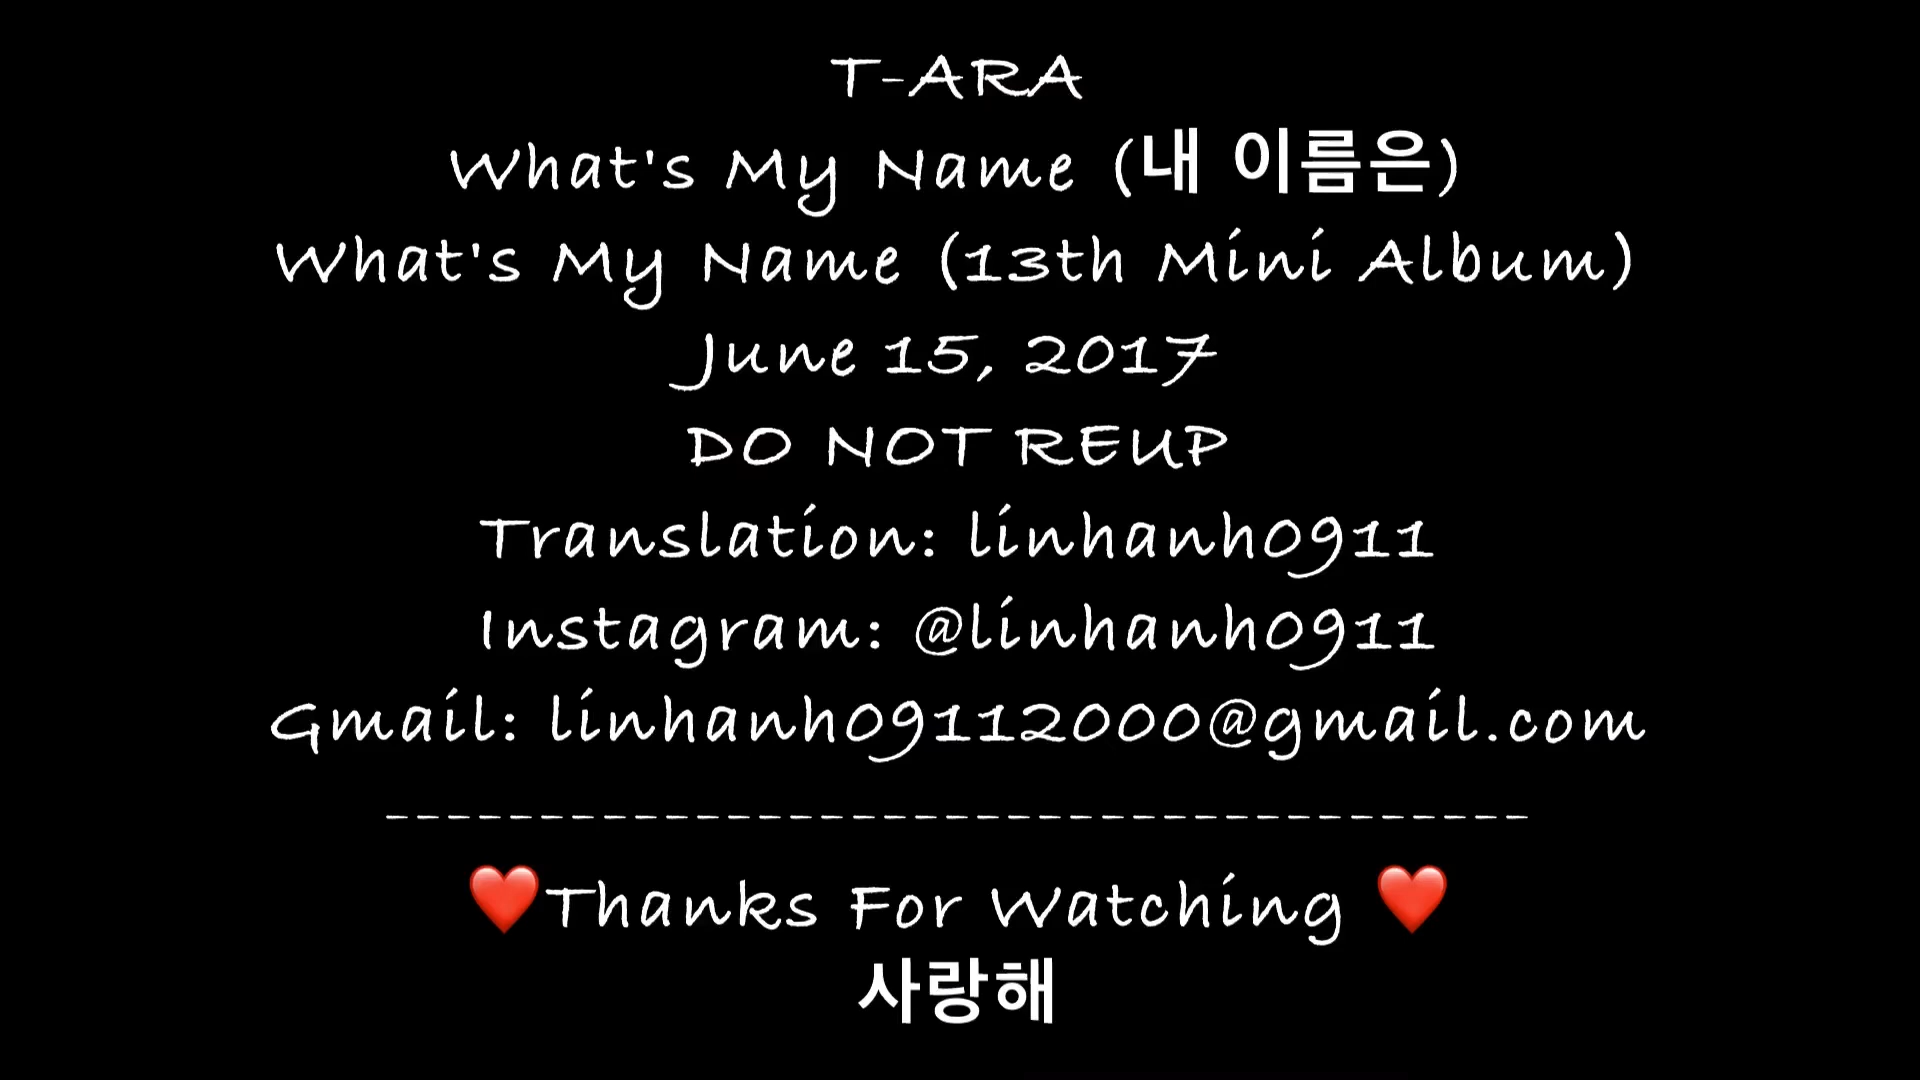 T-ARA
What's My Name (내 이름은)
What's My Name (13th Mini Album)
June 15, 2017
DO NOT REUP
Translation: linhanh0911
Instagram: @linhanh0911
Gmail: linhanh09112000@gmail.com
-------------------------------------
❤️Thanks For Watching ❤️
사랑해